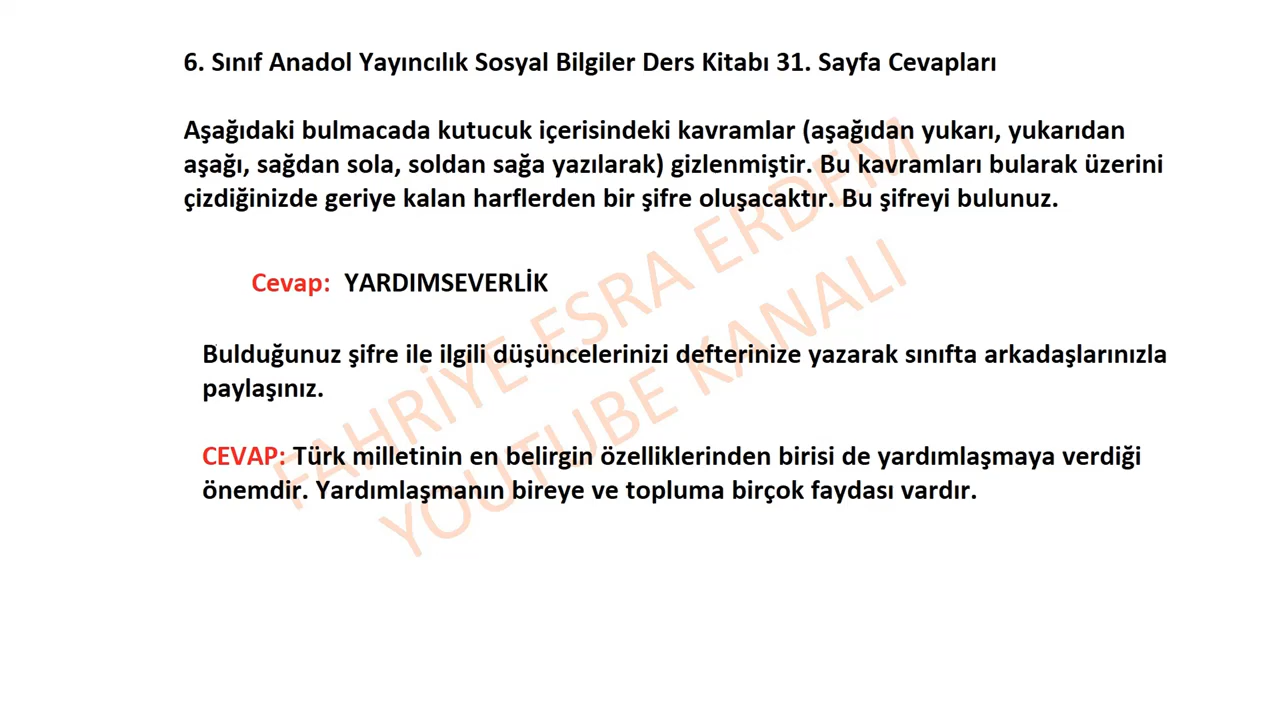 6. Sınıf Anadol Yayıncılık Sosyal Bilgiler Ders Kitabı 31. Sayfa Cevapları
Aşağıdaki bulmacada kutucuk içerisindeki kavramlar (aşağıdan yukarı, yukarıdan
aşağı, sağdan sola, soldan sağa yazılarak) gizlenmiştir. Bu kavramları bularak üzerini
çizdiğinizde geriye kalan harflerden bir şifre oluşacaktır. Bu şifreyi bulunuz.
Cevap: YARDIMSEVERLİK
Bulduğunuz şifre ile ilgili düşüncelerinizi defterinize yazarak sınıfta arkadaşlarınızla
paylaşınız.
CEVAP: Türk milletinin en belirgin özelliklerinden birisi de yardımlaşmaya verdiği
önemdir. Yardımlaşmanın bireye ve topluma birçok faydası vardır.
FAHRİYE ESRA ERDEM
YOUTUBE KANALI